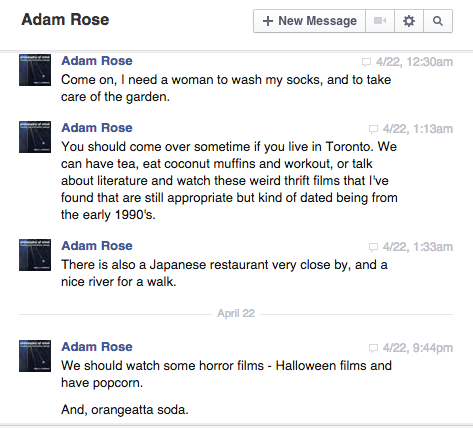 Adam Rose
+ New Message
Adam Rose
4/22, 12:30am
Come on, I need a woman to wash my socks, and to take
care of the garden.
Adam Rose
4/22, 1:13am
You should come over sometime if you live in Toronto. We
can have tea, eat coconut muffins and workout, or talk
about literature and watch these weird thrift films that I've
found that are still appropriate but kind of dated being from
the early 1990's.
Adam Rose
4/22, 1:33am
There is also a Japanese restaurant very close by, and a
nice river for a walk.
April 22
Adam Rose
4/22, 9:44pm
We should watch some horror films - Halloween films and
have popcorn.
And, orangeatta soda.